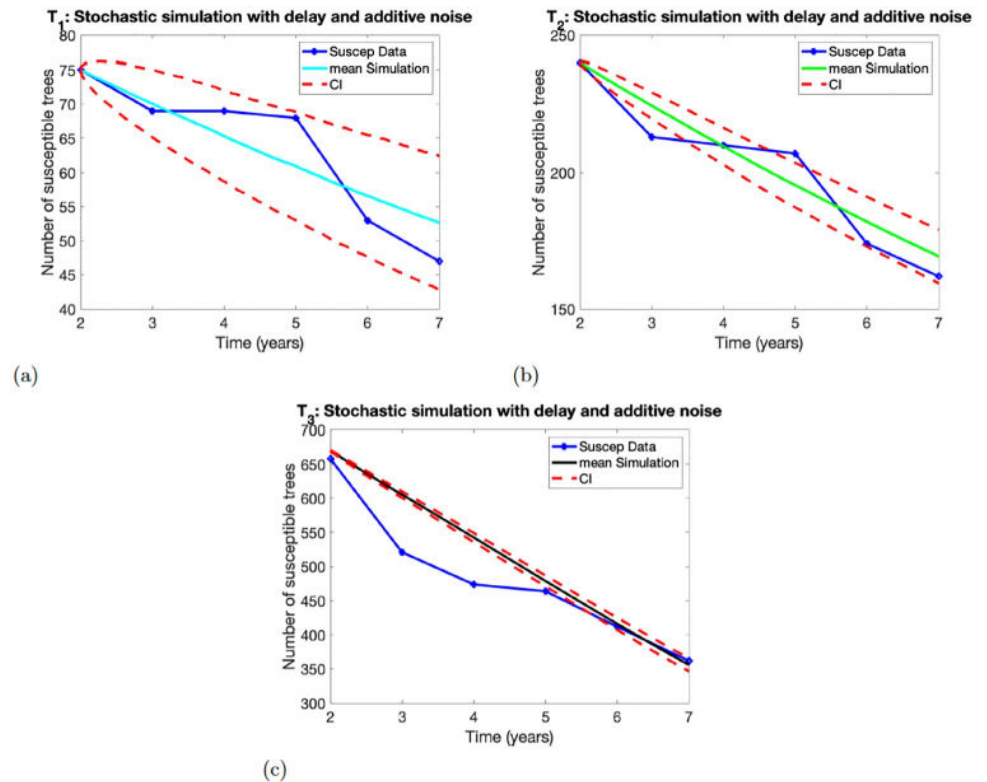 T1: Stochastic simulation with delay and additive noise
80
75
70
65
60
55
50
45
40
Number of susceptible trees
Suscep Data
mean Simulation
CI
2 3 4 5 6 7
Time (years)
(a)
T2: Stochastic simulation with delay and additive noise
250
200
150
Number of susceptible trees
Suscep Data
mean Simulation
CI
2 3 4 5 6 7
Time (years)
(b)
T3: Stochastic simulation with delay and additive noise
700
650
600
550
500
450
400
350
300
Number of susceptible trees
Suscep Data
mean Simulation
CI
2 3 4 5 6 7
Time (years)
(c)